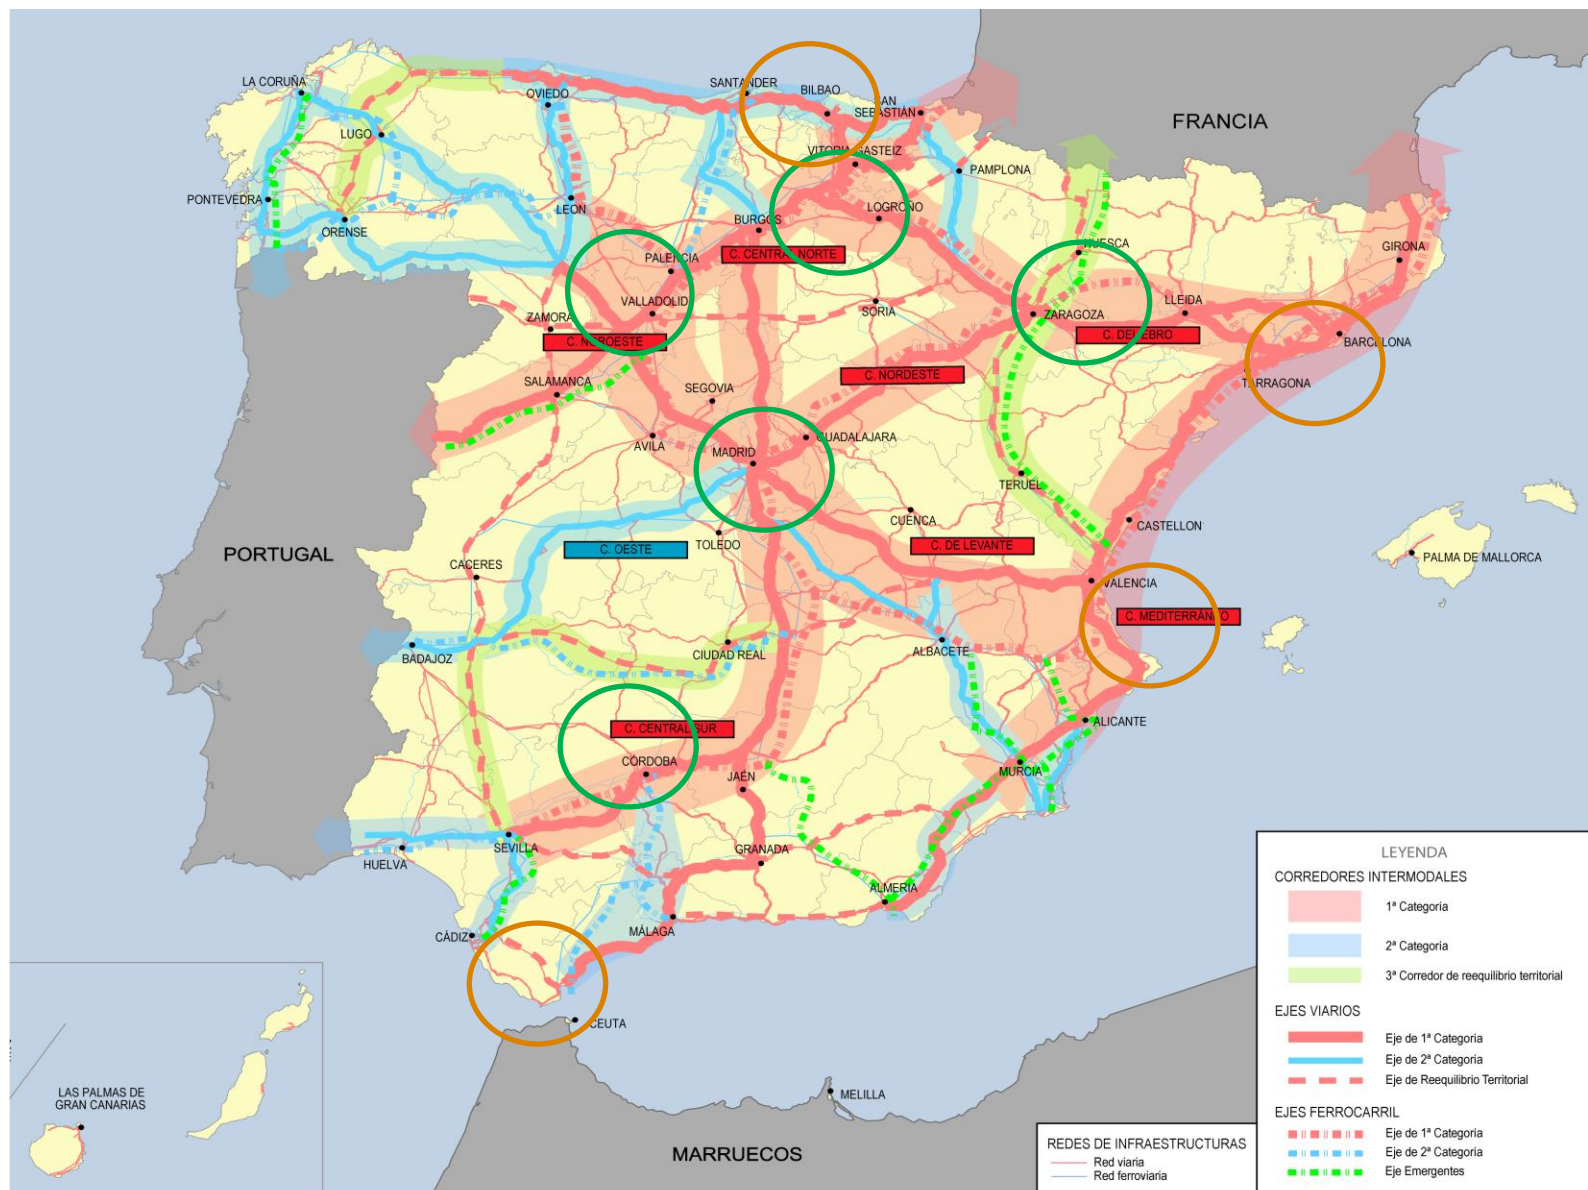 FRANCIA
LA CORUÑA
SANTANDER
OVIEDO
BILBAO
SAN
SEBASTIÁN
LUGO
VITORIA-GASTEIZ
PAMPLONA
PONTEVEDRA
LEON
ORENSE
BURGOS
LOGROÑO
HUESCA
GIRONA
PALENCIA
C. CENTRAL NORTE
VALLADOLID
SORIA
ZARAGOZA
LLEIDA
ZAMORA
C. NOROESTE
C. DEL EBRO
BARCELONA
C. NORDESTE
TARRAGONA
SALAMANCA
SEGOVIA
AVILA
GUADALAJARA
MADRID
TERUEL
CUENCA
CASTELLON
TOLEDO
C. OESTE
C. DE LEVANTE
PORTUGAL
PALMA DE MALLORCA
CACERES
VALENCIA
C. MEDITERRÁNEO
BADAJOZ
CIUDAD REAL
ALBACETE
C. CENTRAL SUR
ALICANTE
CÓRDOBA
MURCIA
JAÉN
SEVILLA
HUELVA
GRANADA
ALMERIA
CÁDIZ
MÁLAGA
CEUTA
LAS PALMAS DE
GRAN CANARIAS
MELILLA
MARRUECOS
LEYENDA
CORREDORES INTERMODALES
1ª Categoria
2ª Categoria
3ª Corredor de reequilibrio territorial
EJES VIARIOS
Eje de 1ª Categoria
Eje de 2ª Categoria
Eje de Reequilibrio Territorial
EJES FERROCARRIL
Eje de 1ª Categoria
Eje de 2ª Categoria
Eje Emergentes
REDES DE INFRAESTRUCTURAS
Red viaria
Red ferroviaria